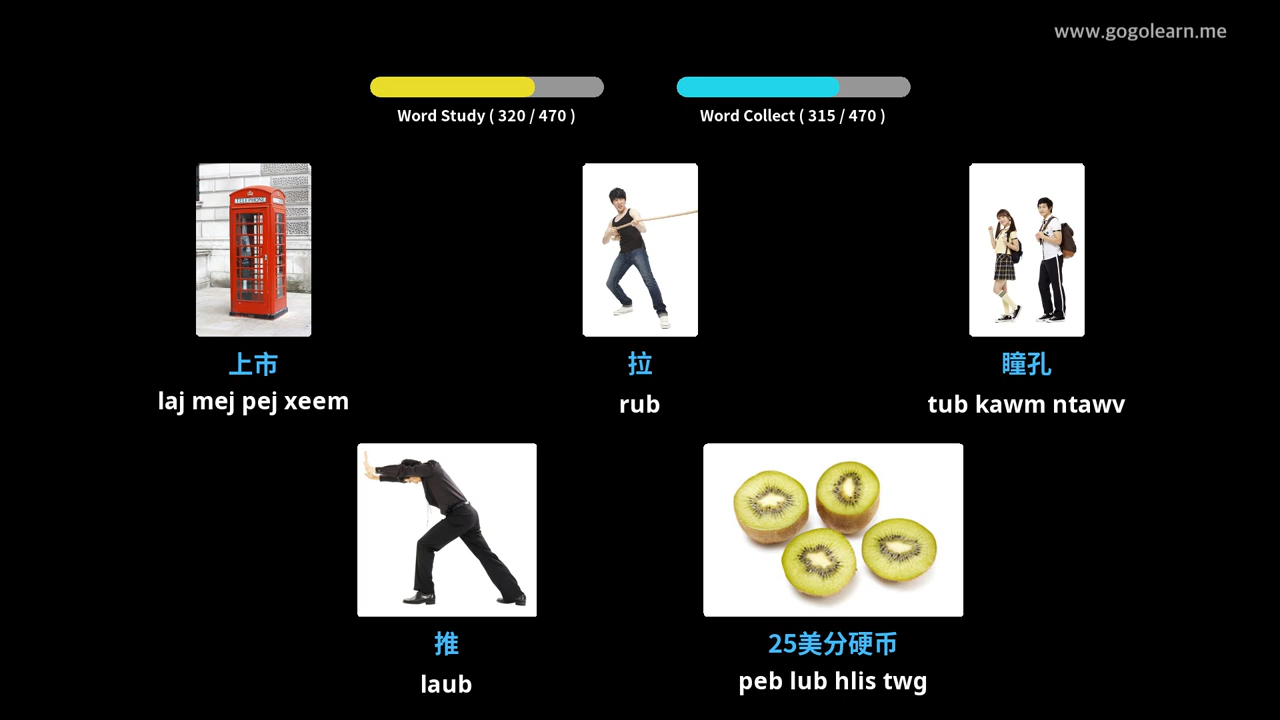 www.gogolearn.me
Word Study ( 320 / 470 )
Word Collect ( 315 / 470 )
TELEPHONE
上市
laj mej pej xeem
拉
rub
瞳孔
tub kawm ntawv
推
laub
25美分硬币
peb lub hlis twg